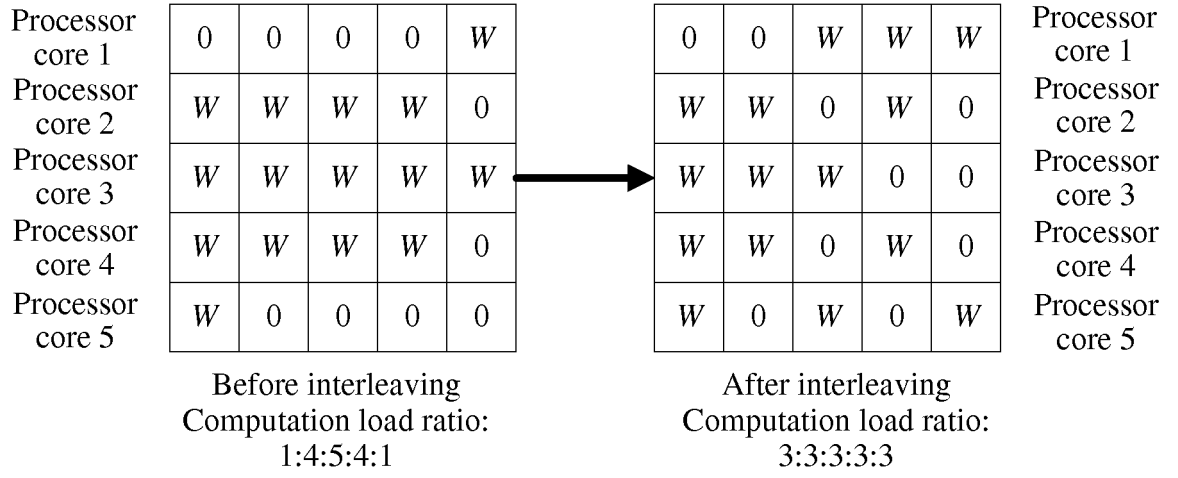 Processor core 1
0 0 0 0 W
0 0 W W W
Processor core 1
Processor core 2
W W W W 0
W W 0 W 0
Processor core 2
Processor core 3
W W W W W
W W W 0 0
Processor core 3
Processor core 4
W W W W 0
W W 0 W 0
Processor core 4
Processor core 5
W 0 0 0 0
W 0 W 0 W
Processor core 5
Before interleaving
Computation load ratio:
1:4:5:4:1
After interleaving
Computation load ratio:
3:3:3:3:3